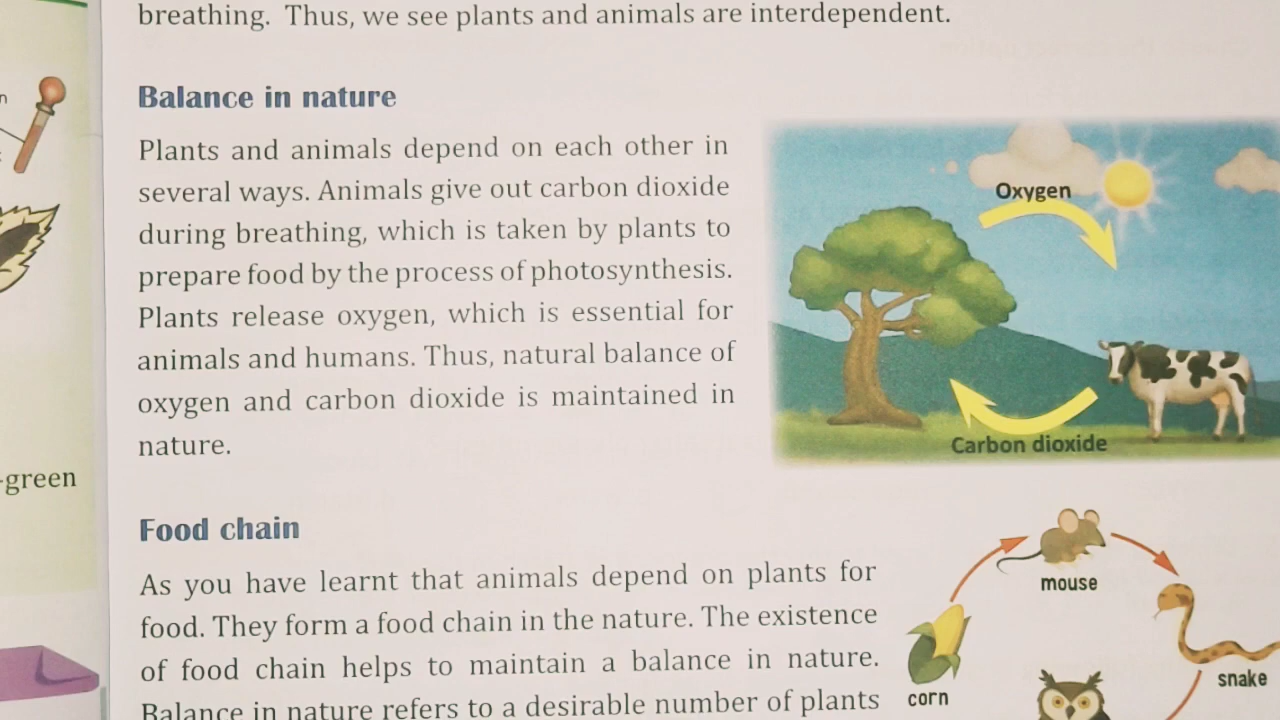 breathing. Thus, we see plants and animals are interdependent.
Balance in nature
Plants and animals depend on each other in
several ways. Animals give out carbon dioxide
during breathing, which is taken by plants to
prepare food by the process of photosynthesis.
Plants release oxygen, which is essential for
animals and humans. Thus, natural balance of
oxygen and carbon dioxide is maintained in
nature.
Oxygen
Carbon dioxide
Food chain
As you have learnt that animals depend on plants for
food. They form a food chain in the nature. The existence
of food chain helps to maintain a balance in nature.
Balance in nature refers to a desirable number of plants
mouse
snake
corn
-green